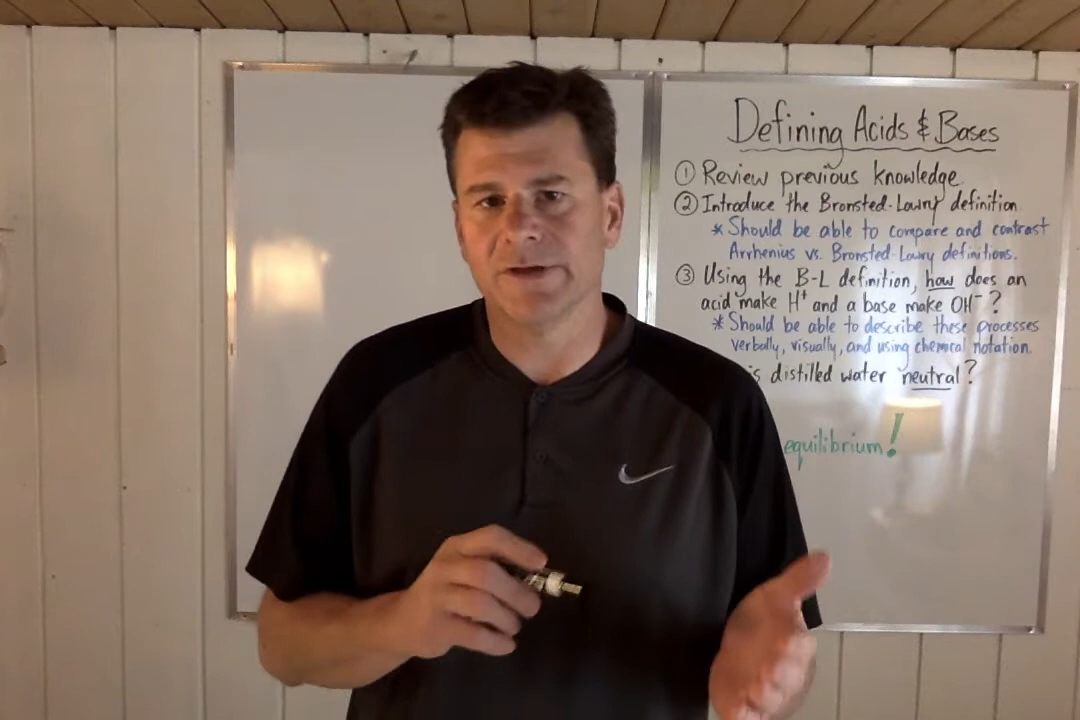 Defining Acids & Bases
① Review previous knowledge.
② Introduce the Bronsted-Lowry definition
* Should be able to compare and contrast
Arrhenius vs. Bronsted-Lowry definitions.
③ Using the B-L definition, how does an
acid make H⁺ and a base make OH⁻?
* Should be able to describe these processes
verbally, visually, and using chemical notation.
is distilled water neutral?
equilibrium!